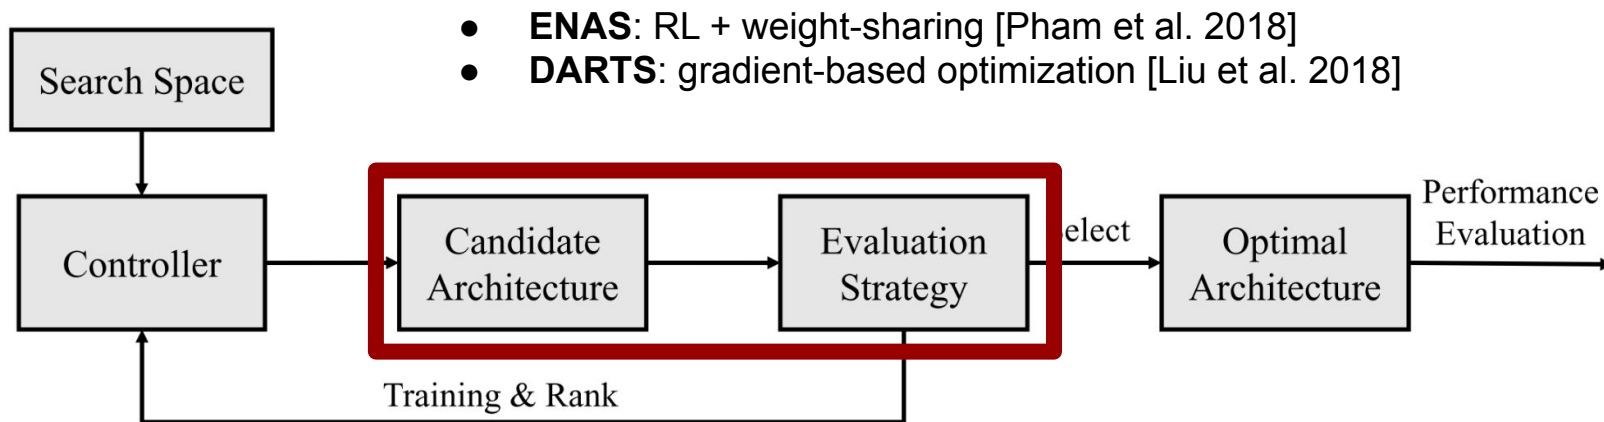 ● ENAS: RL + weight-sharing [Pham et al. 2018]
● DARTS: gradient-based optimization [Liu et al. 2018]
Search Space
Controller
Candidate
Architecture
Evaluation
Strategy
elect
Optimal
Architecture
Performance
Evaluation
Training & Rank